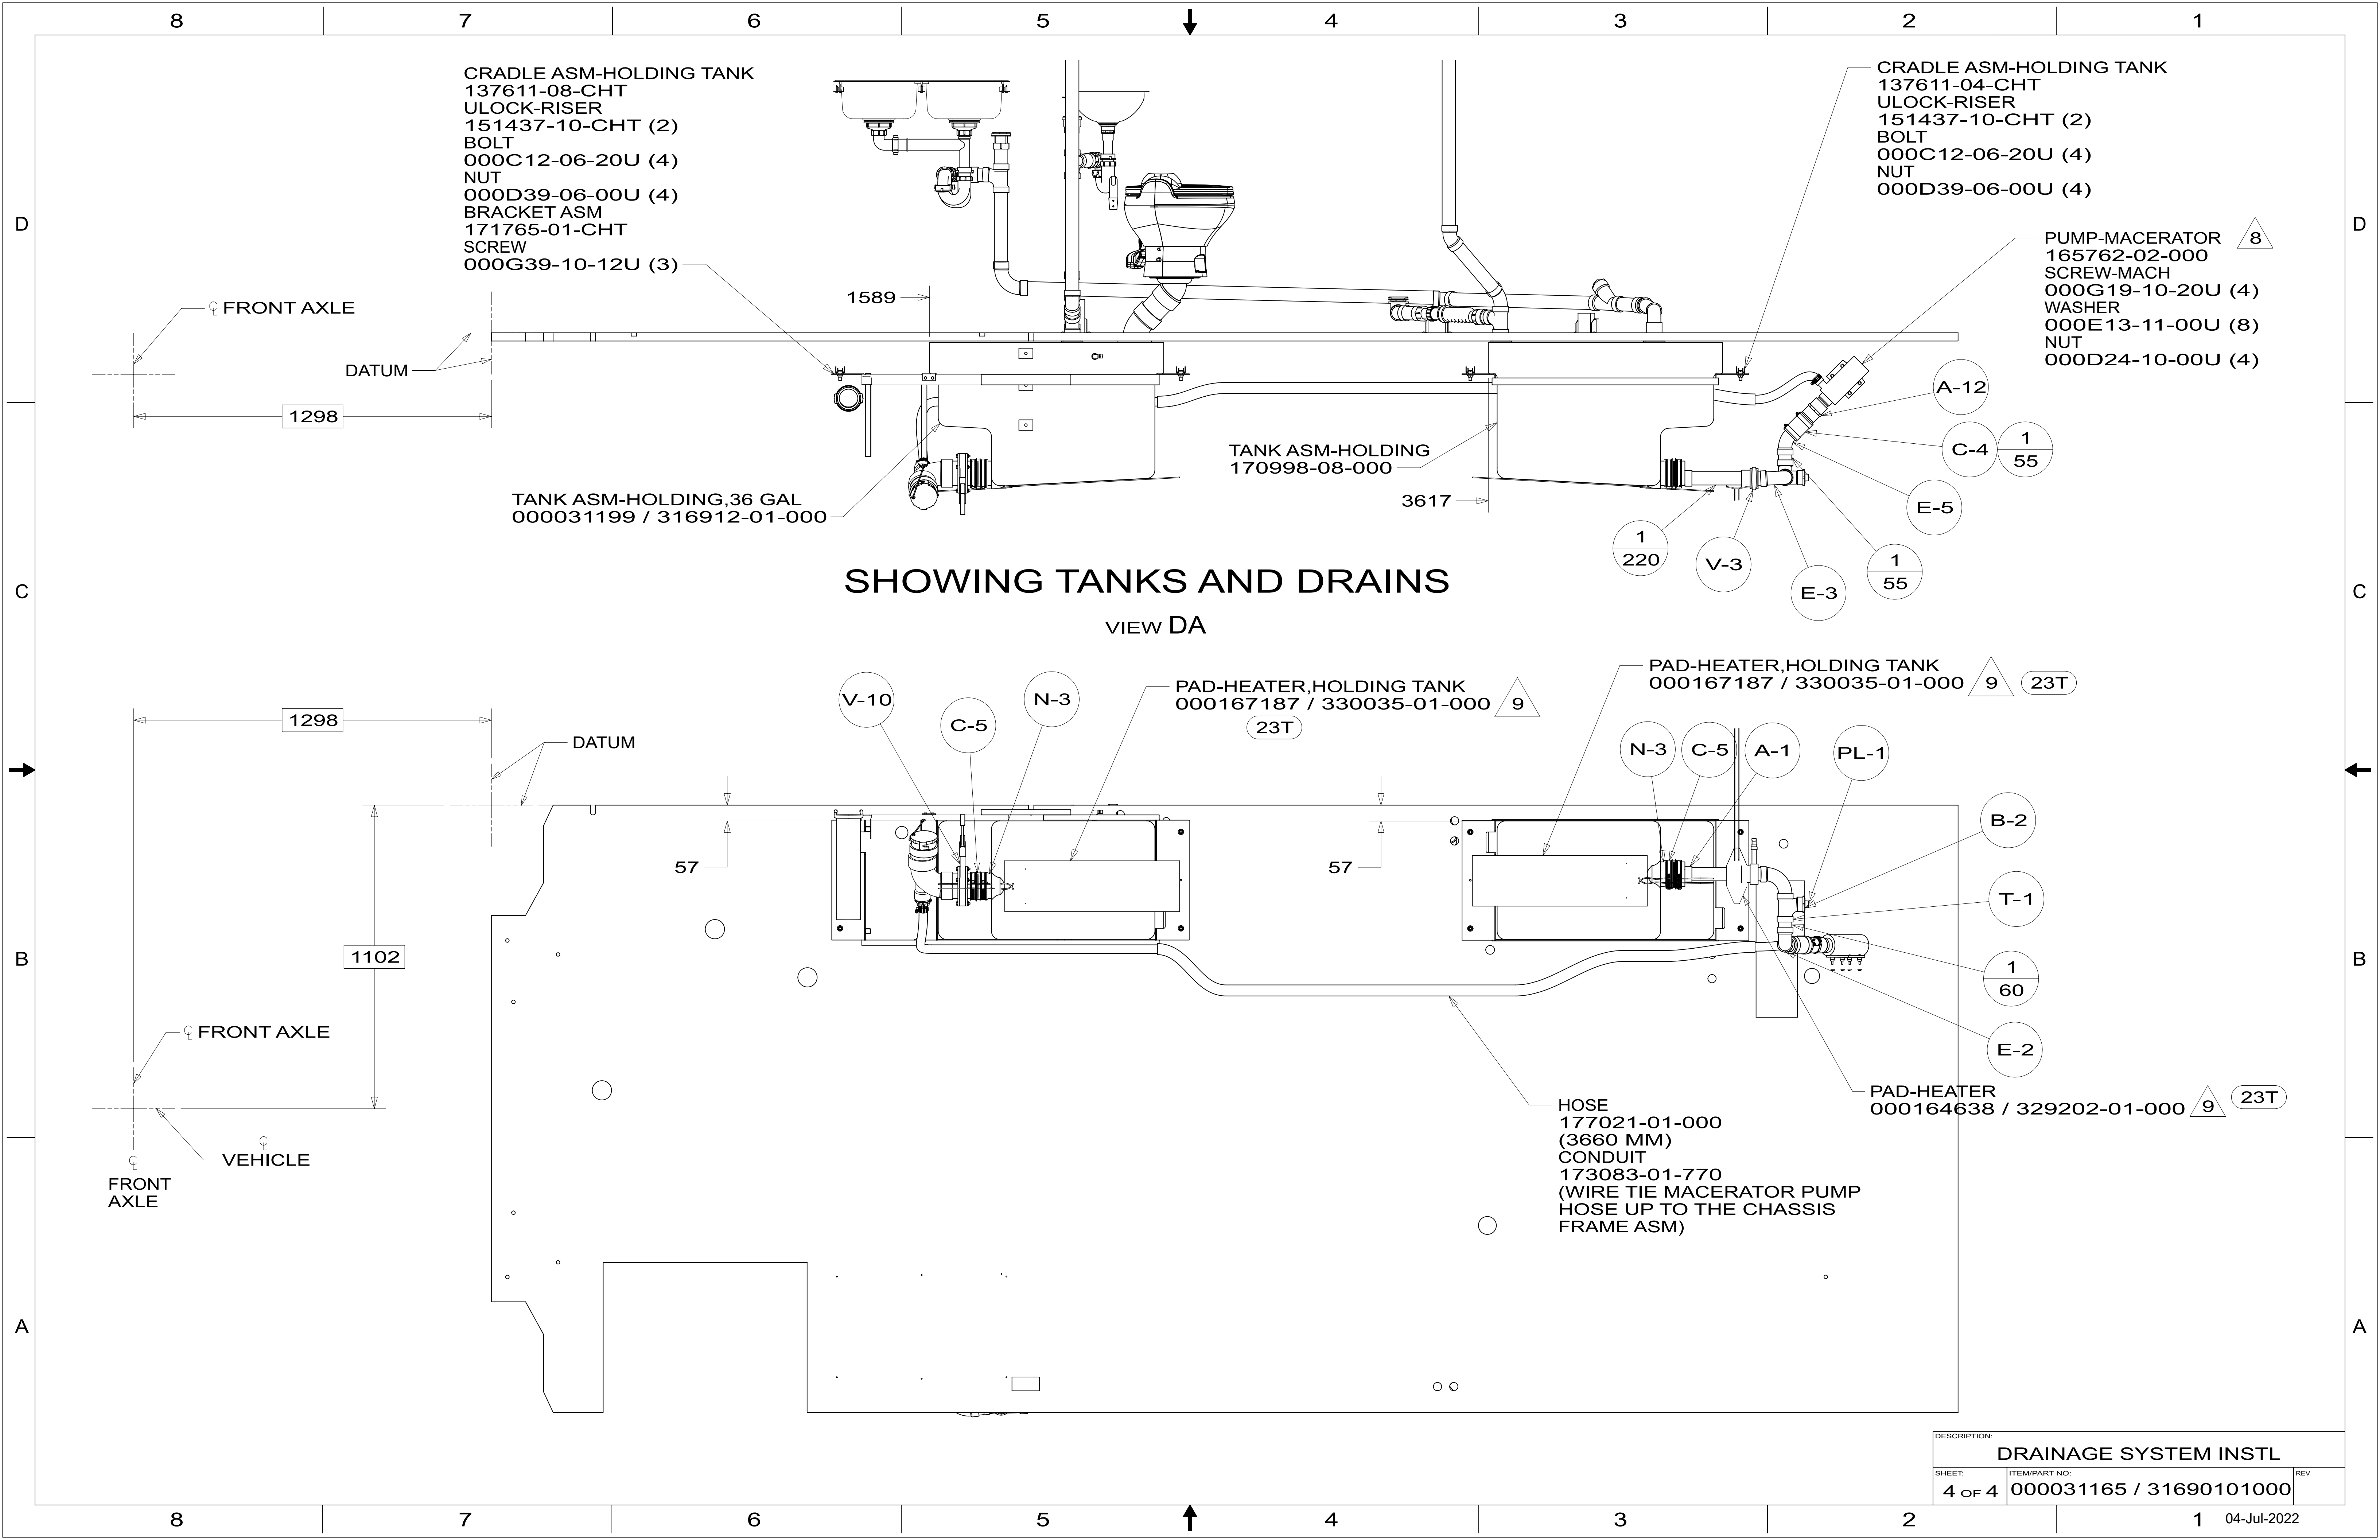 8 7 6 5 4 3 2 1
D
D
C
C
B
B
A
A
CRADLE ASM-HOLDING TANK
137611-08-CHT
ULOCK-RISER
151437-10-CHT (2)
BOLT
000C12-06-20U (4)
NUT
000D39-06-00U (4)
BRACKET ASM
171765-01-CHT
SCREW
000G39-10-12U (3)
CRADLE ASM-HOLDING TANK
137611-04-CHT
ULOCK-RISER
151437-10-CHT (2)
BOLT
000C12-06-20U (4)
NUT
000D39-06-00U (4)
PUMP-MACERATOR 8
165762-02-000
SCREW-MACH
000G19-10-20U (4)
WASHER
000E13-11-00U (8)
NUT
000D24-10-00U (4)
℄ FRONT AXLE
DATUM
1298
1589
TANK ASM-HOLDING,36 GAL
000031199 / 316912-01-000
TANK ASM-HOLDING
170998-08-000
3617
A-12
C-4
1
55
E-5
1
55
E-3
V-3
1
220
SHOWING TANKS AND DRAINS
VIEW DA
1298
DATUM
V-10
C-5
N-3
PAD-HEATER,HOLDING TANK
000167187 / 330035-01-000 9
23T
PAD-HEATER,HOLDING TANK
000167187 / 330035-01-000 9 23T
N-3
C-5
A-1
PL-1
B-2
T-1
1
60
E-2
57
57
1102
℄ FRONT AXLE
℄
VEHICLE
℄
FRONT
AXLE
PAD-HEATER
000164638 / 329202-01-000 9 23T
HOSE
177021-01-000
(3660 MM)
CONDUIT
173083-01-770
(WIRE TIE MACERATOR PUMP
HOSE UP TO THE CHASSIS
FRAME ASM)
DESCRIPTION:
DRAINAGE SYSTEM INSTL
SHEET:
4 OF 4
ITEM/PART NO:
000031165 / 31690101000
REV
8 7 6 5 4 3 2 1
04-Jul-2022